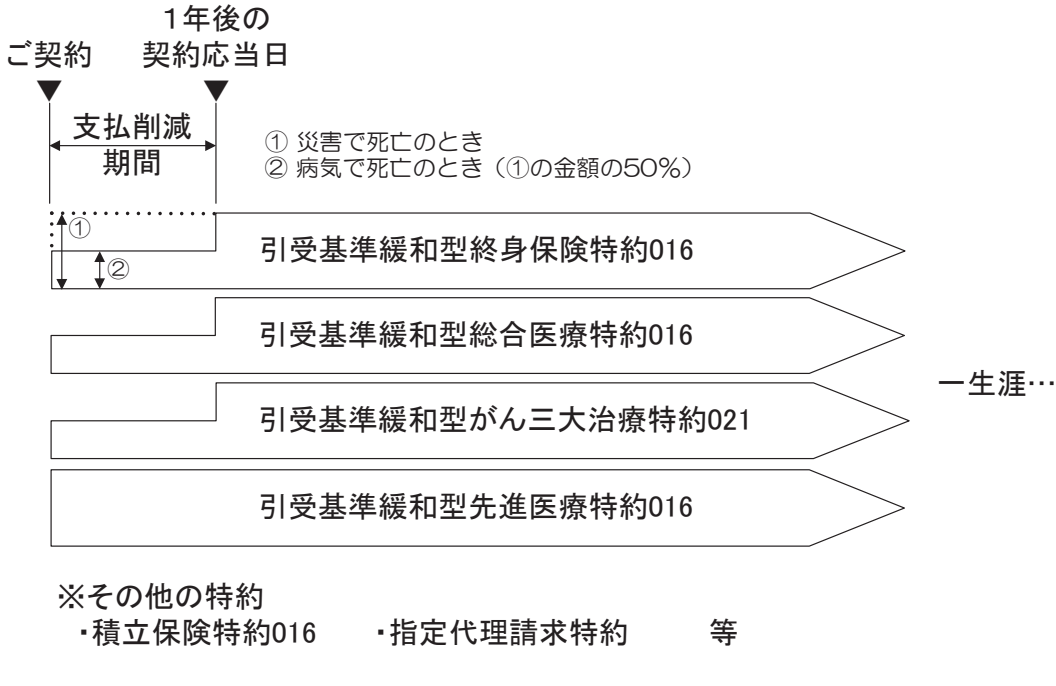 1年後の
ご契約 契約応当日
支払削減
期間
① 災害で死亡のとき
② 病気で死亡のとき（①の金額の50％）
①
②
引受基準緩和型終身保険特約016
引受基準緩和型総合医療特約016
一生涯…
引受基準緩和型がん三大治療特約021
引受基準緩和型先進医療特約016
※その他の特約
・積立保険特約016 ・指定代理請求特約 等